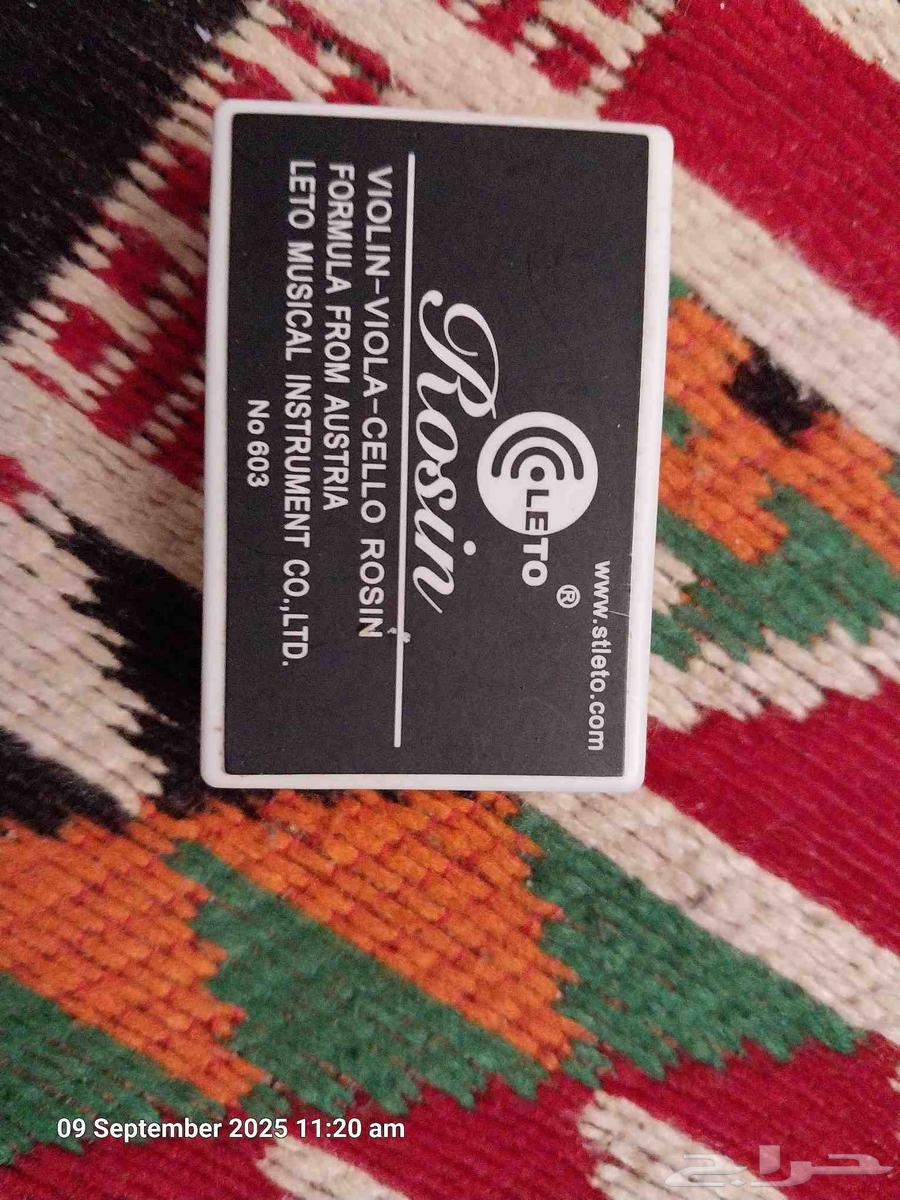 www.stleto.com
LETO ®
Rosin
VIOLIN-VIOLA-CELLO ROSIN
FORMULA FROM AUSTRIA
LETO MUSICAL INSTRUMENT CO.,LTD.
No 603
09 September 2025 11:20 am
حراج